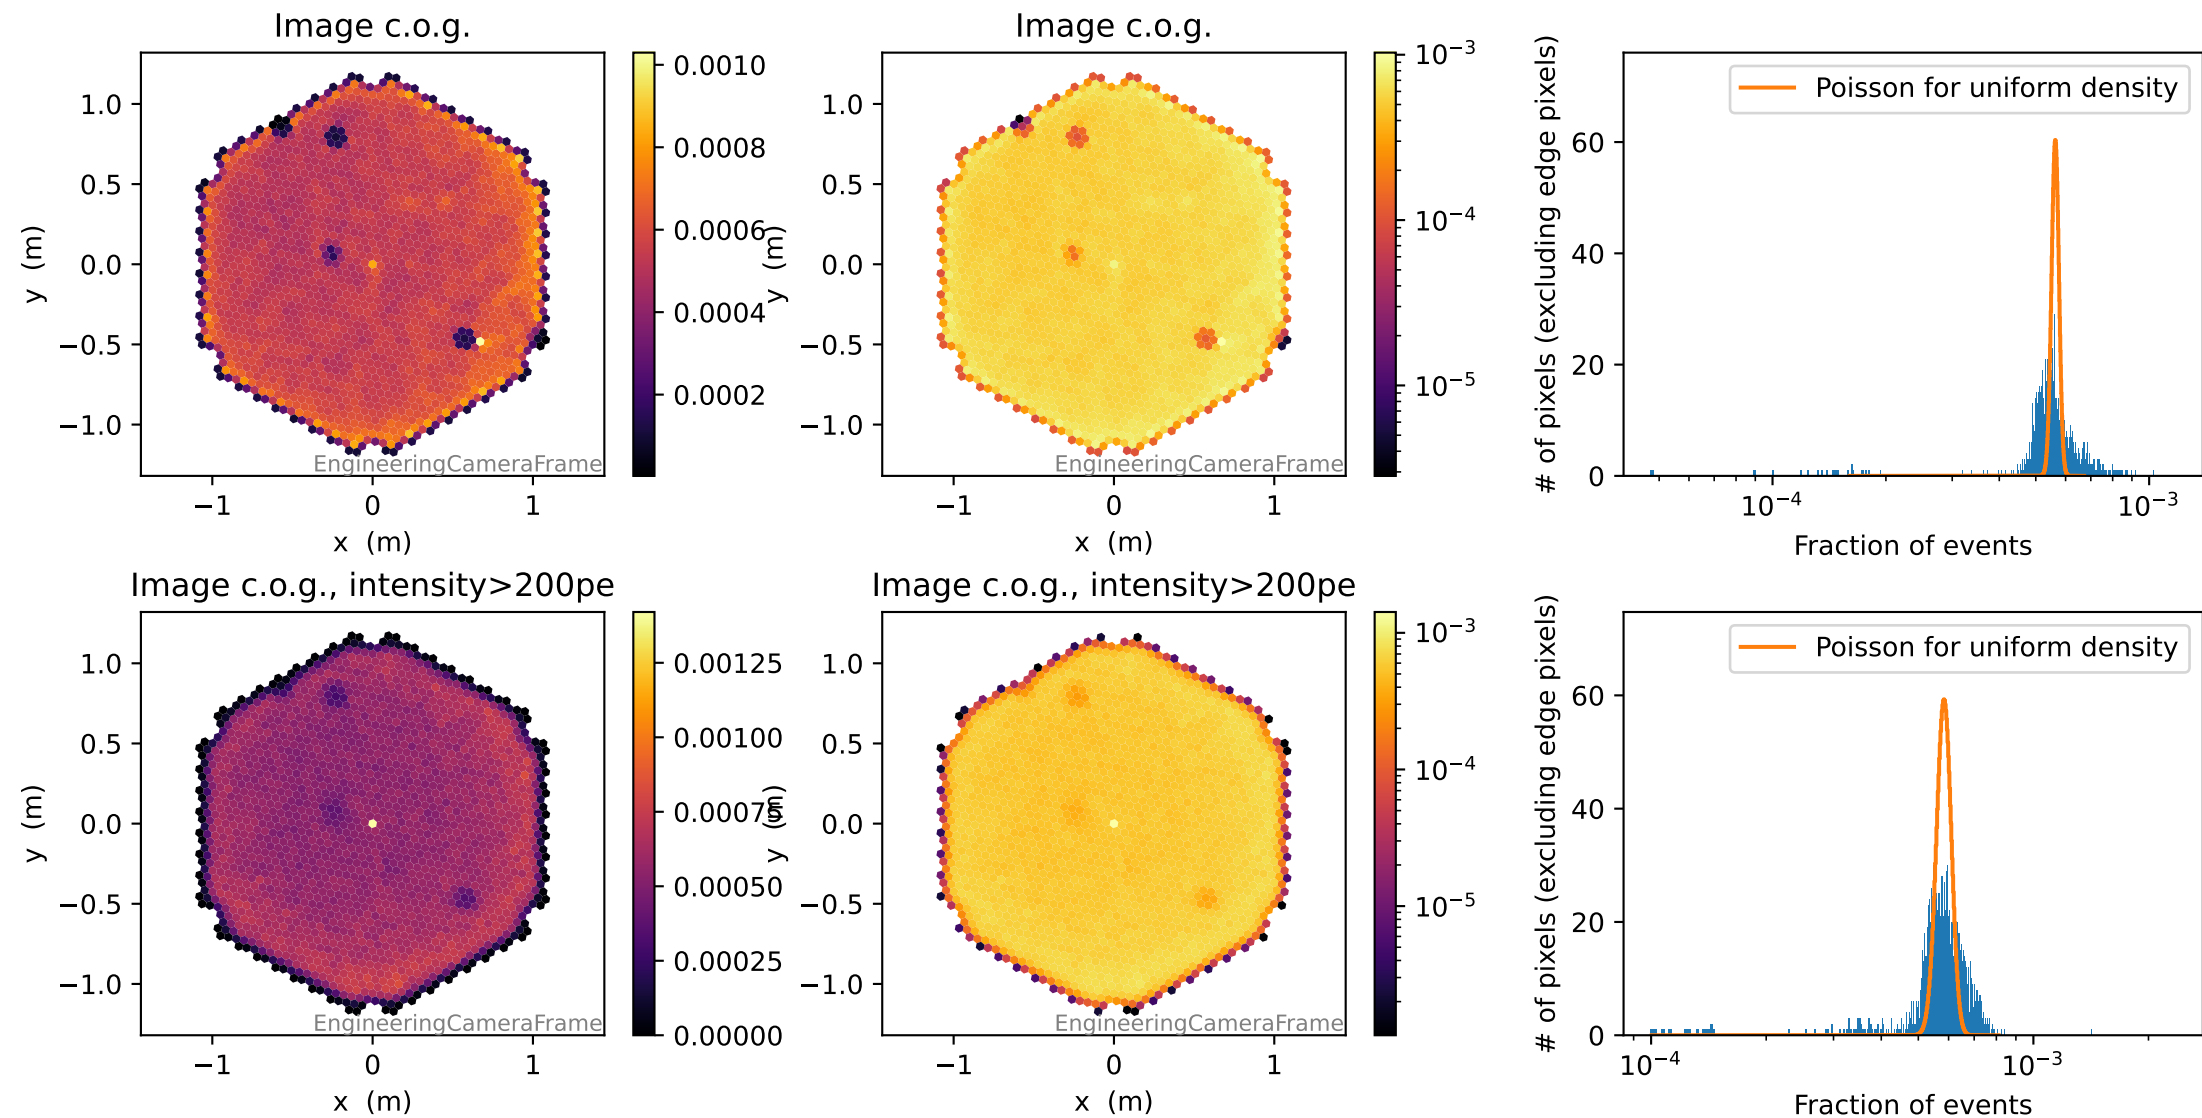 Image c.o.g.
y (m)
1.0
0.5
0.0
−0.5
−1.0
−1
0
1
x (m)
EngineeringCameraFrame
0.0010
0.0008
0.0006
0.0004
0.0002
Image c.o.g.
y (m)
1.0
0.5
0.0
−0.5
−1.0
−1
0
1
x (m)
EngineeringCameraFrame
10⁻³
10⁻⁴
10⁻⁵
# of pixels (excluding edge pixels)
Poisson for uniform density
60
40
20
0
10⁻⁴
10⁻³
Fraction of events
Image c.o.g., intensity>200pe
y (m)
1.0
0.5
0.0
−0.5
−1.0
−1
0
1
x (m)
EngineeringCameraFrame
0.00125
0.00100
0.00075
0.00050
0.00025
0.00000
Image c.o.g., intensity>200pe
y (m)
1.0
0.5
0.0
−0.5
−1.0
−1
0
1
x (m)
EngineeringCameraFrame
10⁻³
10⁻⁴
10⁻⁵
# of pixels (excluding edge pixels)
Poisson for uniform density
60
40
20
0
10⁻⁴
10⁻³
Fraction of events